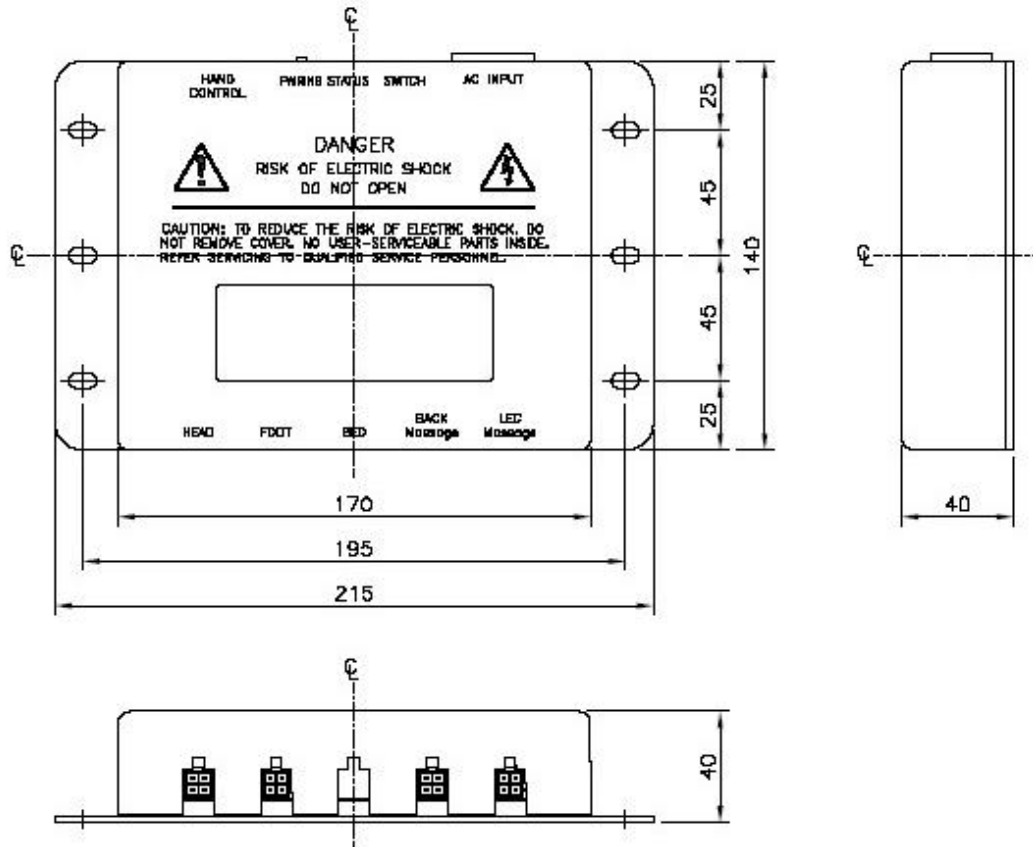 ℄
HAND
CONTROL
PAIRING STATUS SWITCH
AC INPUT
DANGER
RISK OF ELECTRIC SHOCK
DO NOT OPEN
CAUTION: TO REDUCE THE RISK OF ELECTRIC SHOCK, DO
NOT REMOVE COVER. NO USER-SERVICEABLE PARTS INSIDE.
REFER SERVICING TO QUALIFIED SERVICE PERSONNEL.
℄
℄
HEAD
FOOT
BED
BACK
Massage
LEG
Massage
25
45
45
25
140
170
195
215
40
℄
40